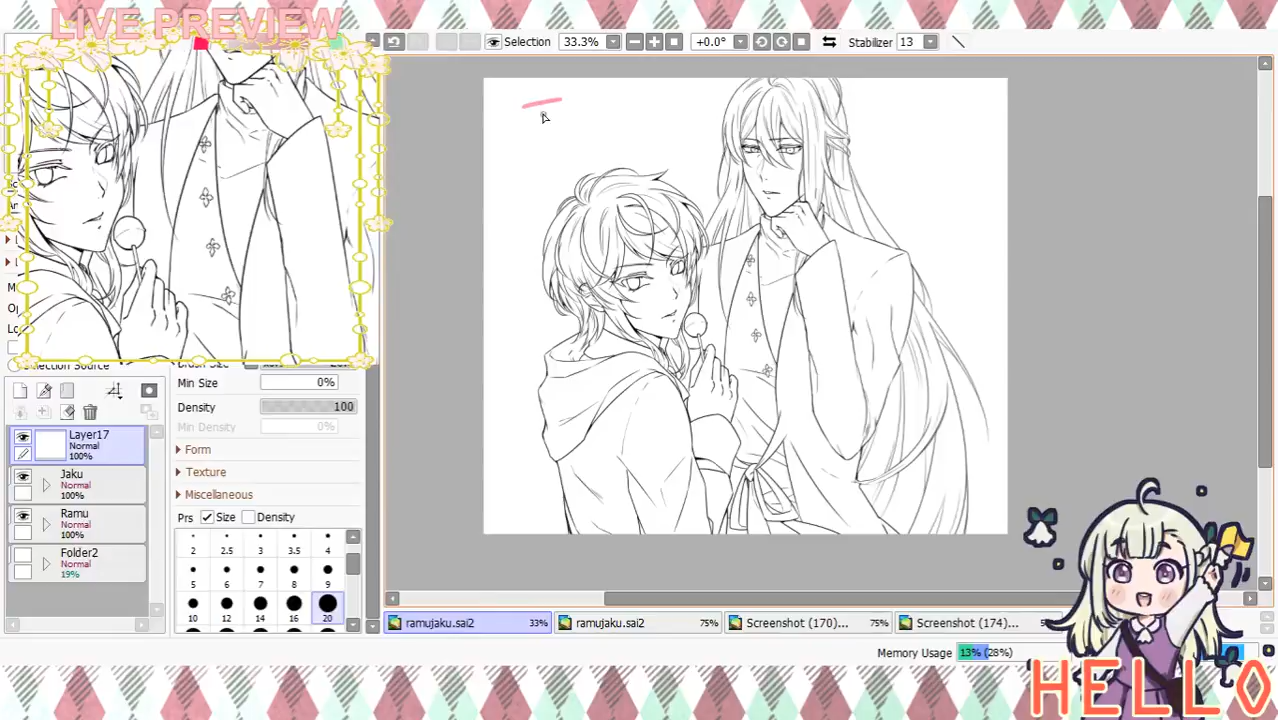 LIVE PREVIEW
Selection
33.3%
+0.0°
Stabilizer 13
Min Size
0%
Density
100
Min Density
0%
Form
Texture
Miscellaneous
Prs
Size
Density
2
2.5
3
3.5
4
5
6
7
8
9
10
12
14
16
20
Layer17
Normal
100%
Jaku
Normal
100%
Ramu
Normal
100%
Folder2
Normal
19%
ramujaku.sai2
33%
ramujaku.sai2
75%
Screenshot (170)...
75%
Screenshot (174)...
Memory Usage
13% (28%)
HELLO